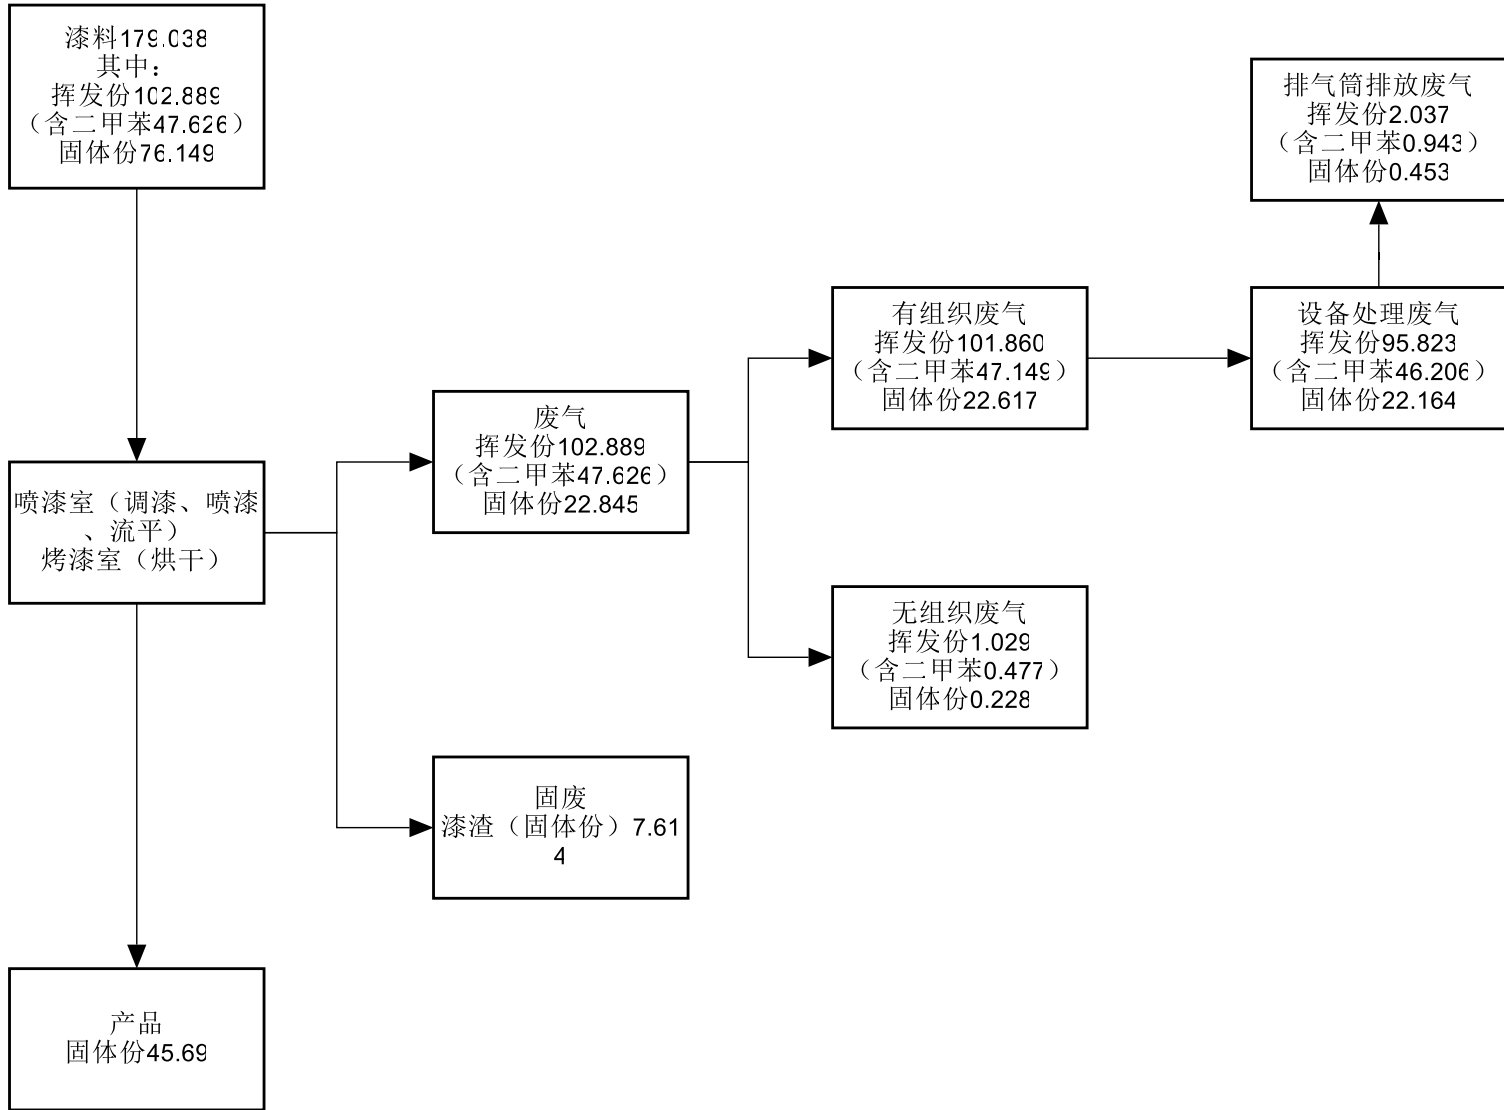 漆料179.038
其中：
挥发份102.889
（含二甲苯47.626）
固体份76.149
排气筒排放废气
挥发份2.037
（含二甲苯0.943）
固体份0.453
有组织废气
挥发份101.860
（含二甲苯47.149）
固体份22.617
设备处理废气
挥发份95.823
（含二甲苯46.206）
固体份22.164
废气
挥发份102.889
（含二甲苯47.626）
固体份22.845
喷漆室（调漆、喷漆
、流平）
烤漆室（烘干）
无组织废气
挥发份1.029
（含二甲苯0.477）
固体份0.228
固废
漆渣（固体份）7.61
4
产品
固体份45.69